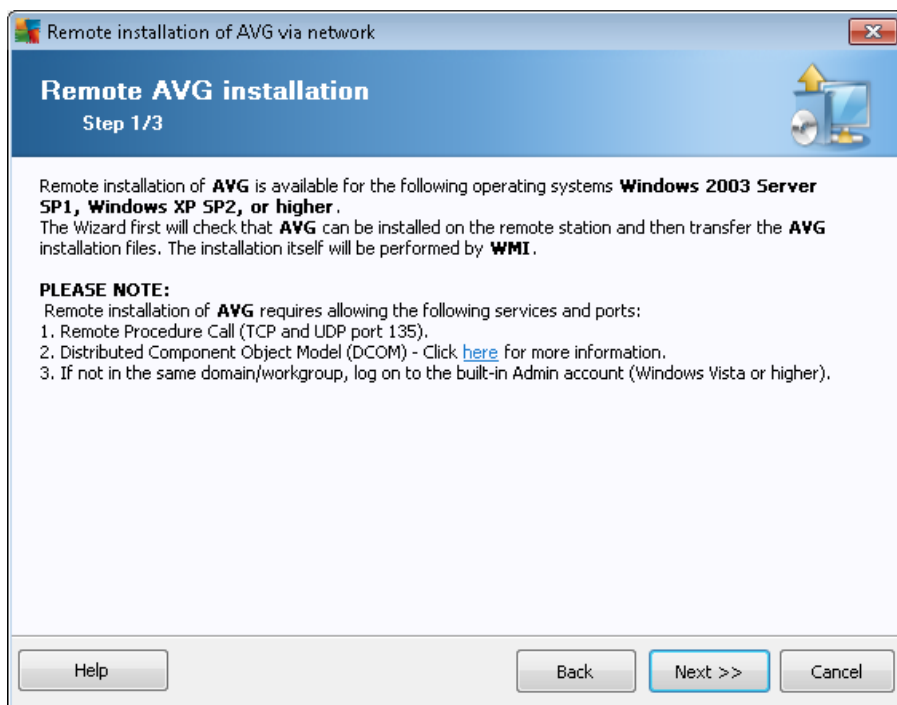 Remote installation of AVG via network
Remote AVG installation
Step 1/3
Remote installation of AVG is available for the following operating systems Windows 2003 Server
SP1, Windows XP SP2, or higher.
The Wizard first will check that AVG can be installed on the remote station and then transfer the AVG
installation files. The installation itself will be performed by WMI.
PLEASE NOTE:
Remote installation of AVG requires allowing the following services and ports:
1. Remote Procedure Call (TCP and UDP port 135).
2. Distributed Component Object Model (DCOM) - Click here for more information.
3. If not in the same domain/workgroup, log on to the built-in Admin account (Windows Vista or higher).
Help
Back
Next >>
Cancel